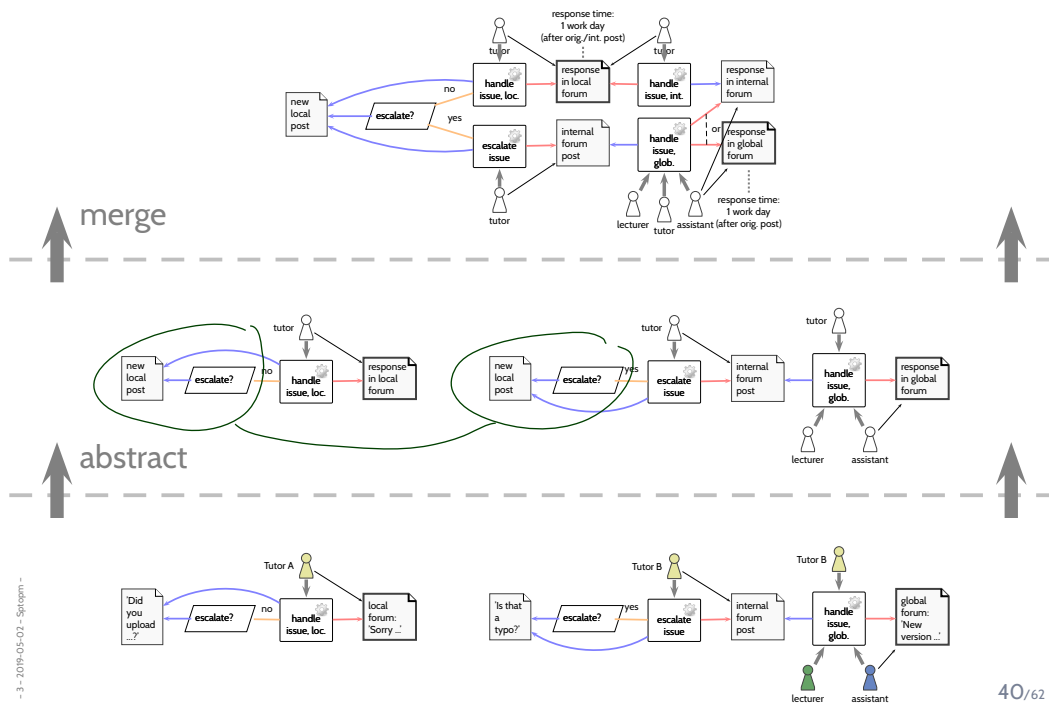 response time:
1 work day
(after orig./int. post)
tutor
tutor
handle
issue, loc.
response
in local
forum
handle
issue, int.
response
in internal
forum
no
new
local
post
escalate?
yes
escalate
issue
internal
forum
post
handle
issue,
glob.
or
response
in global
forum
tutor
lecturer
tutor
assistant
response time:
1 work day
(after orig. post)
merge
tutor
new
local
post
escalate?
no
handle
issue, loc.
response
in local
forum
tutor
new
local
post
escalate?
yes
escalate
issue
internal
forum
post
tutor
handle
issue,
glob.
response
in global
forum
lecturer
assistant
abstract
Tutor A
'Did
you
upload
...?'
escalate?
no
handle
issue, loc.
local
forum:
'Sorry ...'
Tutor B
'Is that
a
typo?'
escalate?
yes
escalate
issue
internal
forum
post
Tutor B
handle
issue,
glob.
global
forum:
'New
version ...'
lecturer
assistant
– 3 – 2019-05-02 – Sptopm –
40/62